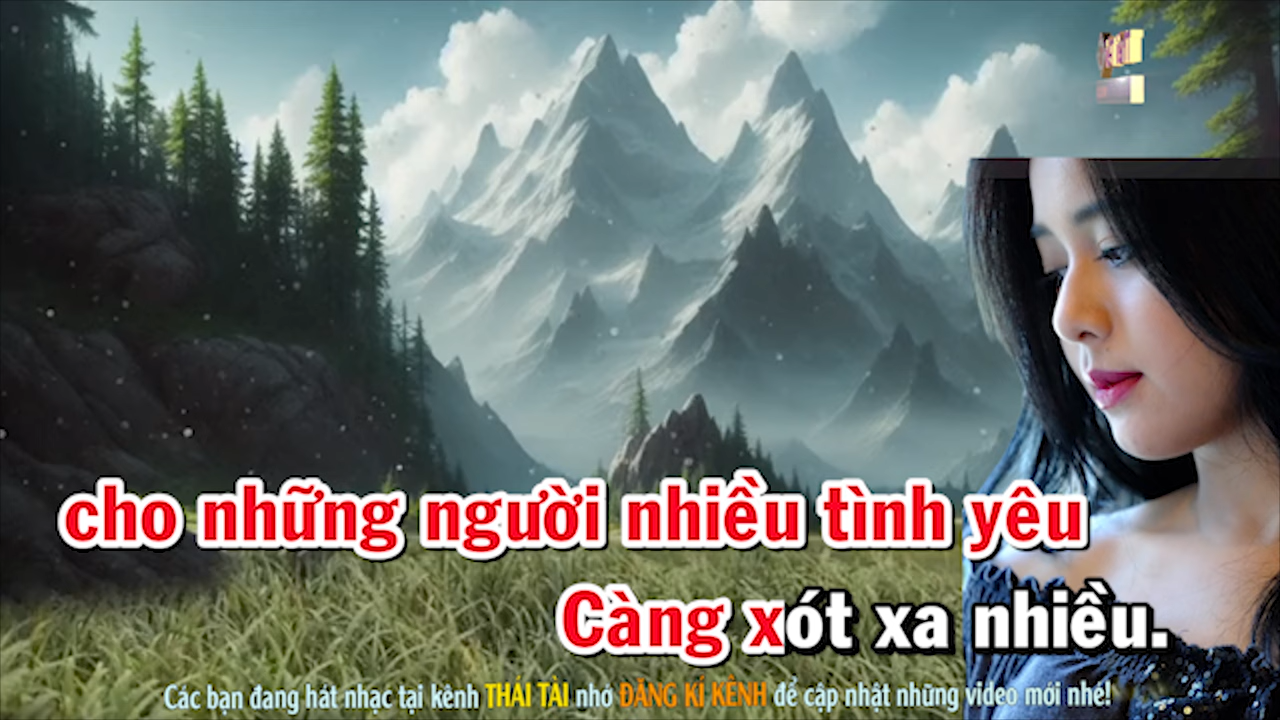 cho những người nhiều tình yêu
Càng xót xa nhiều.
Các bạn đang hát nhạc tại kênh THÁI TÀI nhớ ĐĂNG KÍ KÊNH để cập nhật những video mới nhé!